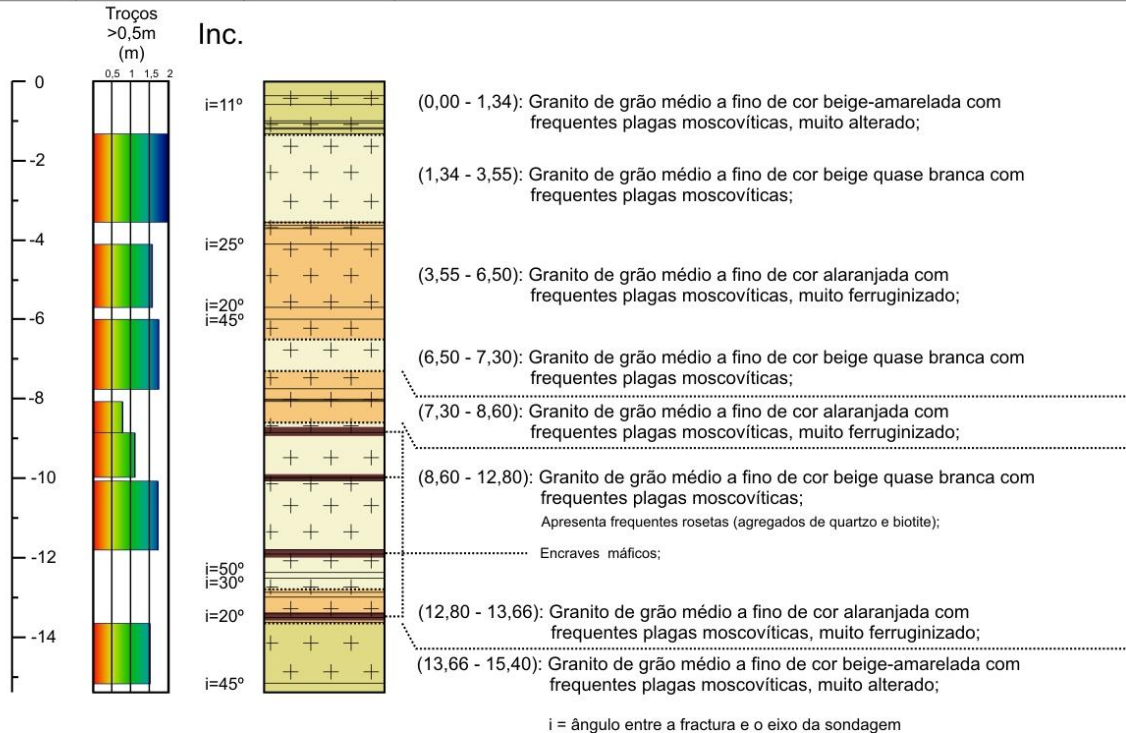 Troços
>0,5m
(m)
Inc.
0,5 1 1,5 2
0
-2
-4
-6
-8
-10
-12
-14
i=11º
i=25º
i=20º
i=45º
i=50º
i=30º
i=20º
i=45º
(0,00 - 1,34): Granito de grão médio a fino de cor beige-amarelada com
frequentes plagas moscovíticas, muito alterado;
(1,34 - 3,55): Granito de grão médio a fino de cor beige quase branca com
frequentes plagas moscovíticas;
(3,55 - 6,50): Granito de grão médio a fino de cor alaranjada com
frequentes plagas moscovíticas, muito ferruginizado;
(6,50 - 7,30): Granito de grão médio a fino de cor beige quase branca com
frequentes plagas moscovíticas;
(7,30 - 8,60): Granito de grão médio a fino de cor alaranjada com
frequentes plagas moscovíticas, muito ferruginizado;
(8,60 - 12,80): Granito de grão médio a fino de cor beige quase branca com
frequentes plagas moscovíticas;
Apresenta frequentes rosetas (agregados de quartzo e biotite);
Encraves máficos;
(12,80 - 13,66): Granito de grão médio a fino de cor alaranjada com
frequentes plagas moscovíticas, muito ferruginizado;
(13,66 - 15,40): Granito de grão médio a fino de cor beige-amarelada com
frequentes plagas moscovíticas, muito alterado;
i = ângulo entre a fractura e o eixo da sondagem